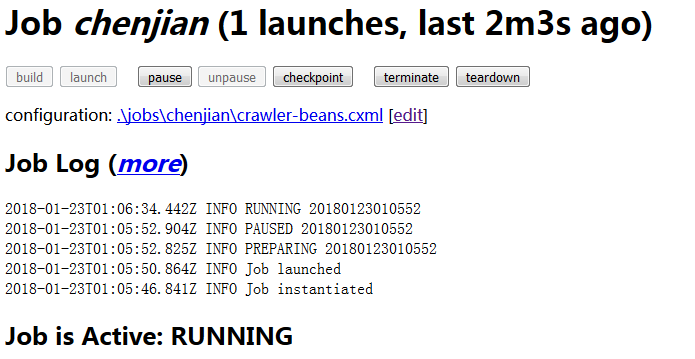 Job chenjian (1 launches, last 2m3s ago)
build launch pause unpause checkpoint terminate teardown
configuration: .\jobs\chenjian\crawler-beans.cxml [edit]
Job Log (more)
2018-01-23T01:06:34.442Z INFO RUNNING 20180123010552
2018-01-23T01:05:52.904Z INFO PAUSED 20180123010552
2018-01-23T01:05:52.825Z INFO PREPARING 20180123010552
2018-01-23T01:05:50.864Z INFO Job launched
2018-01-23T01:05:46.841Z INFO Job instantiated
Job is Active: RUNNING